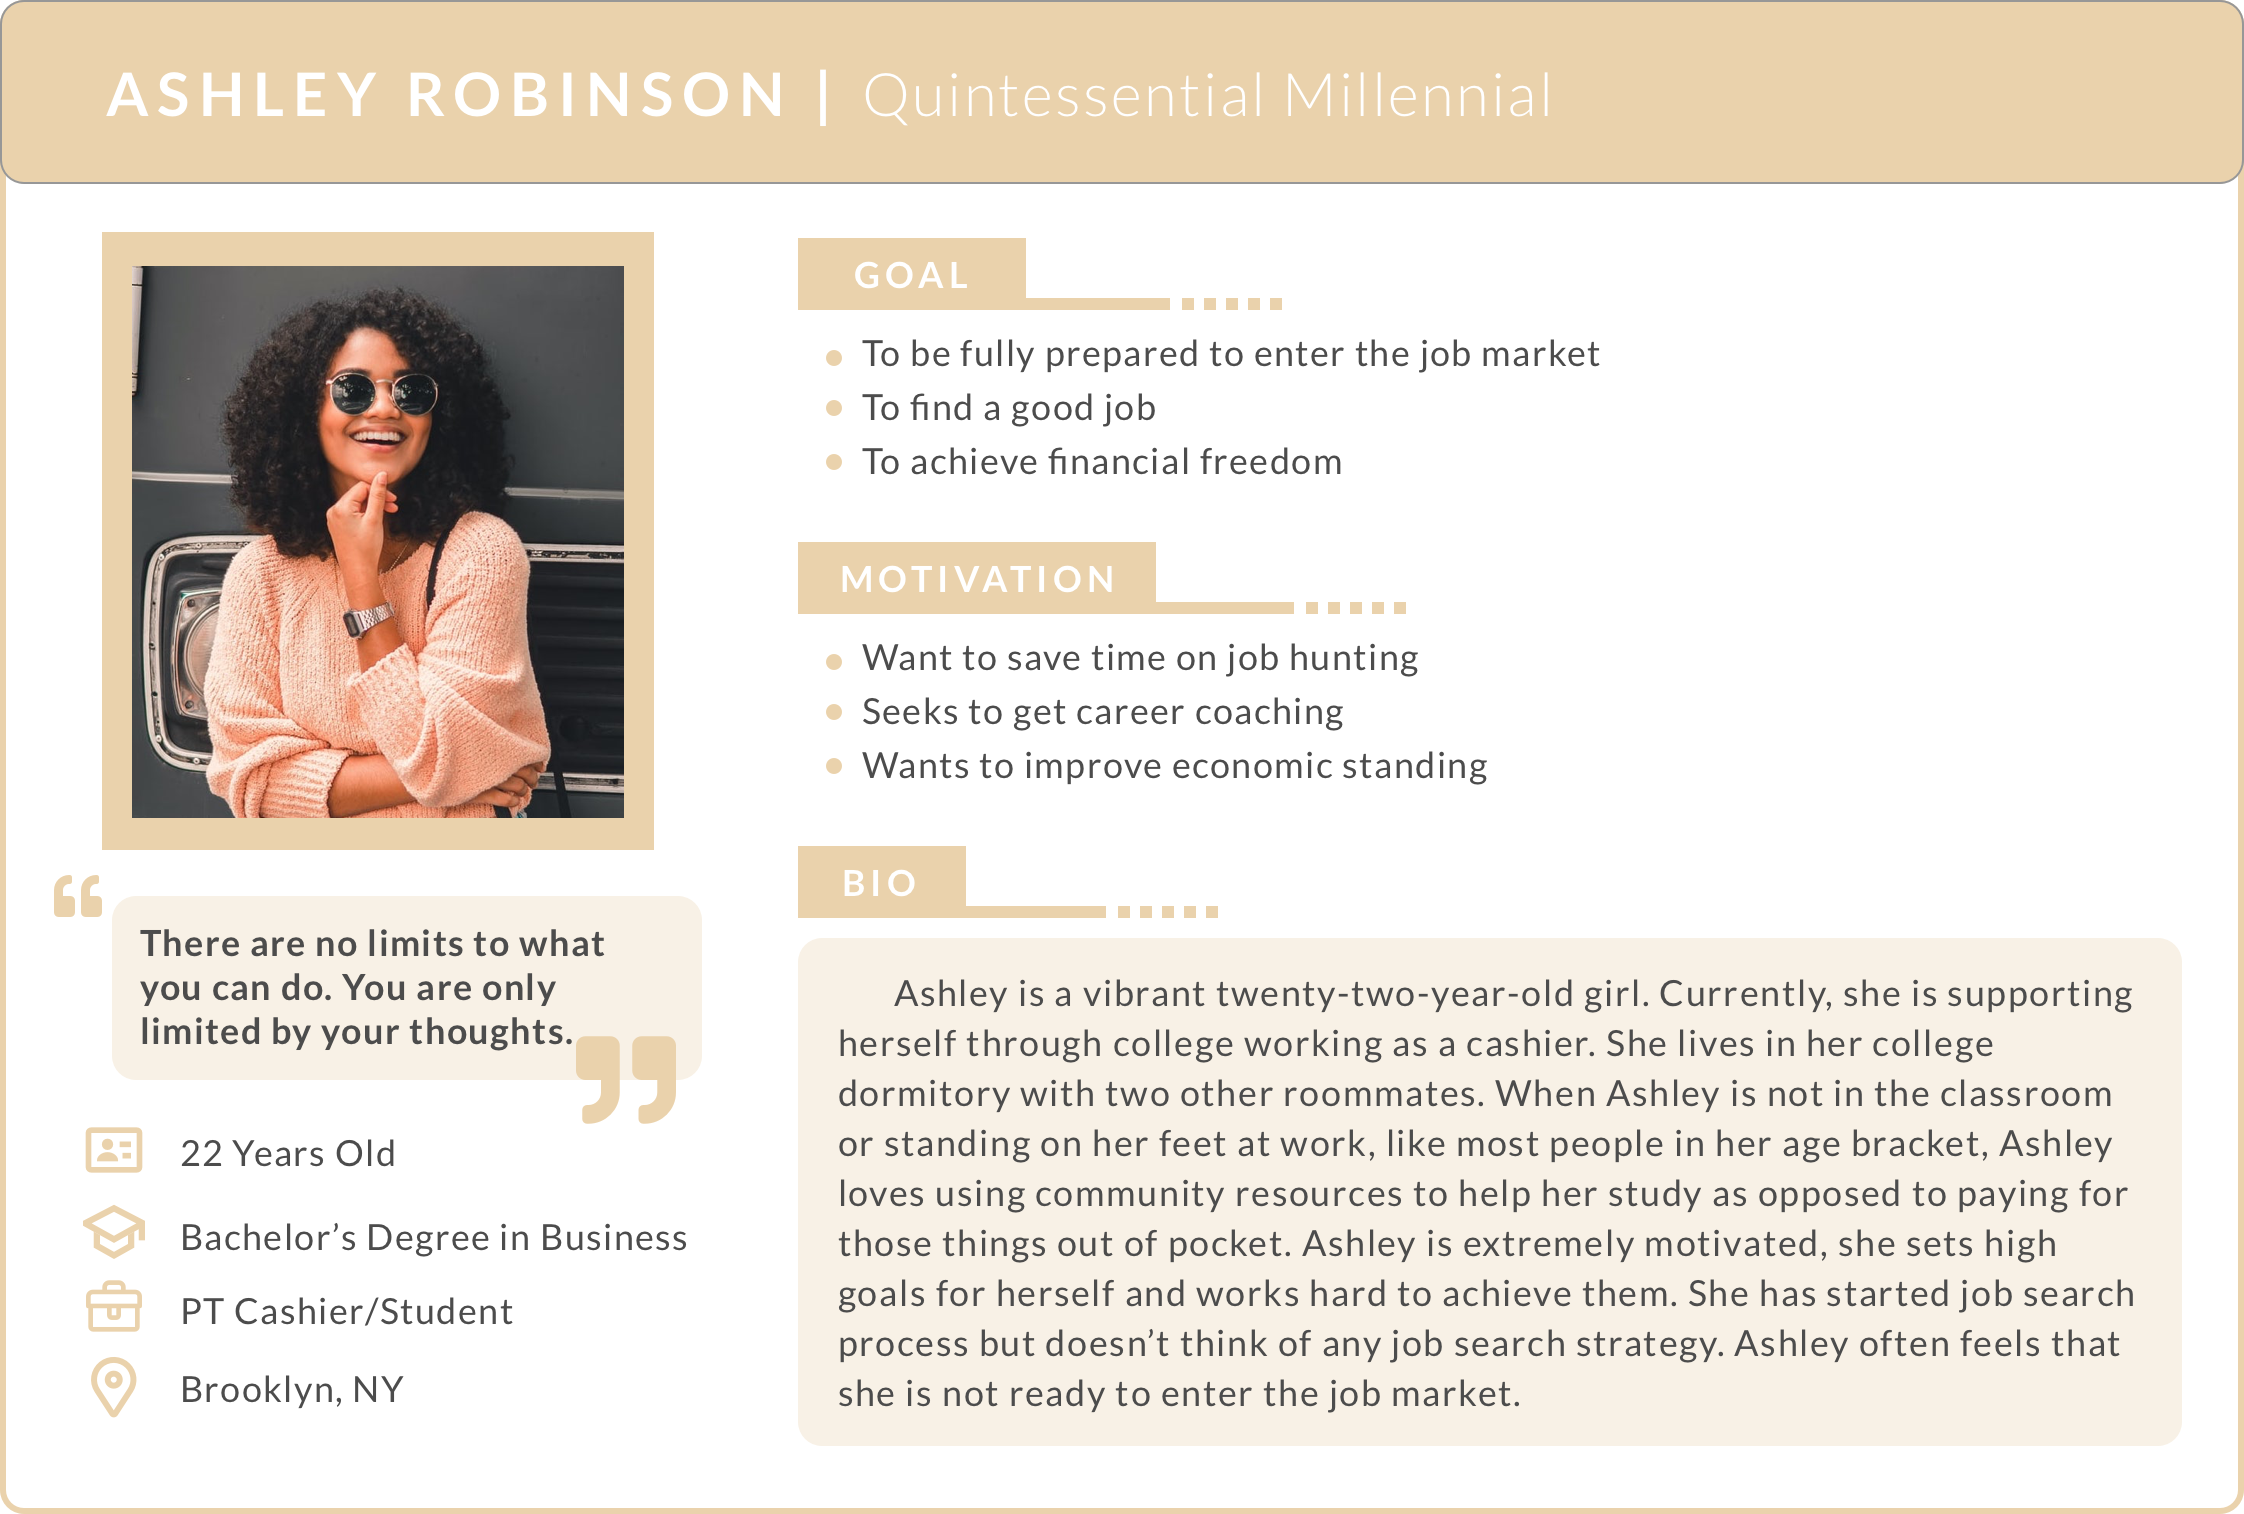 ASHLEY ROBINSON | Quintessential Millennial
GOAL
To be fully prepared to enter the job market
To find a good job
To achieve financial freedom
MOTIVATION
Want to save time on job hunting
Seeks to get career coaching
Wants to improve economic standing
“There are no limits to what
you can do. You are only
limited by your thoughts.”
22 Years Old
Bachelor’s Degree in Business
PT Cashier/Student
Brooklyn, NY
BIO
Ashley is a vibrant twenty-two-year-old girl. Currently, she is supporting
herself through college working as a cashier. She lives in her college
dormitory with two other roommates. When Ashley is not in the classroom
or standing on her feet at work, like most people in her age bracket, Ashley
loves using community resources to help her study as opposed to paying for
those things out of pocket. Ashley is extremely motivated, she sets high
goals for herself and works hard to achieve them. She has started job search
process but doesn’t think of any job search strategy. Ashley often feels that
she is not ready to enter the job market.